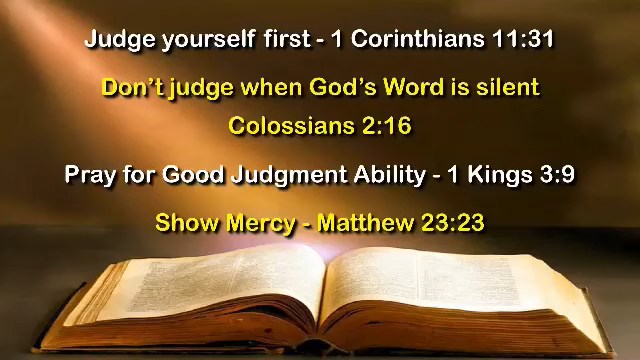 Judge yourself first - 1 Corinthians 11:31
Don't judge when God's Word is silent
Colossians 2:16
Pray for Good Judgment Ability - 1 Kings 3:9
Show Mercy - Matthew 23:23